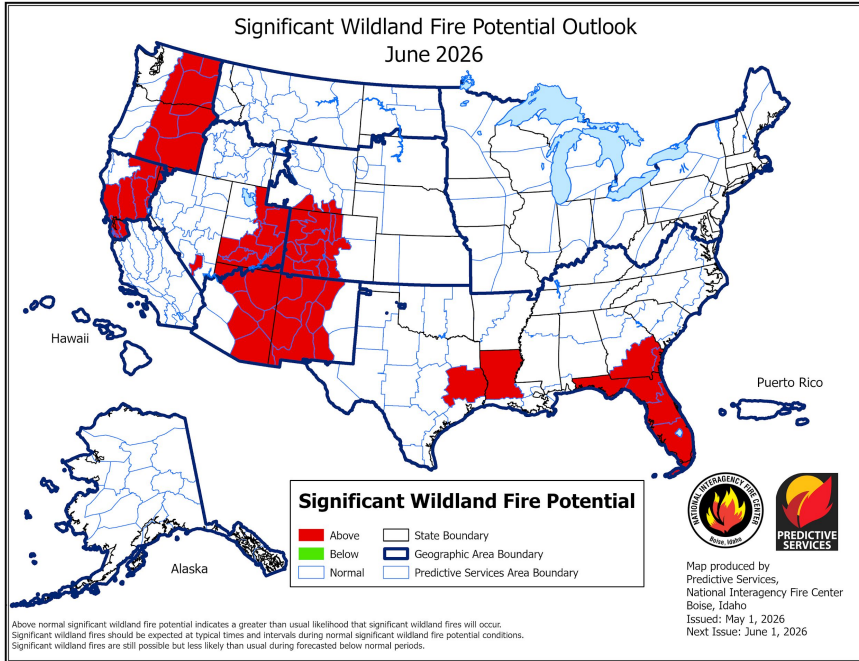 Significant Wildland Fire Potential Outlook
June 2026
Hawaii
Puerto Rico
Alaska
Significant Wildland Fire Potential
Above
State Boundary
Below
Geographic Area Boundary
Normal
Predictive Services Area Boundary
NATIONAL INTERAGENCY FIRE CENTER
Boise, Idaho
PREDICTIVE
SERVICES
Map produced by
Predictive Services,
National Interagency Fire Center
Boise, Idaho
Issued: May 1, 2026
Next Issue: June 1, 2026
Above normal significant wildland fire potential indicates a greater than usual likelihood that significant wildland fires will occur.
Significant wildland fires should be expected at typical times and intervals during normal significant wildland fire potential conditions.
Significant wildland fires are still possible but less likely than usual during forecasted below normal periods.